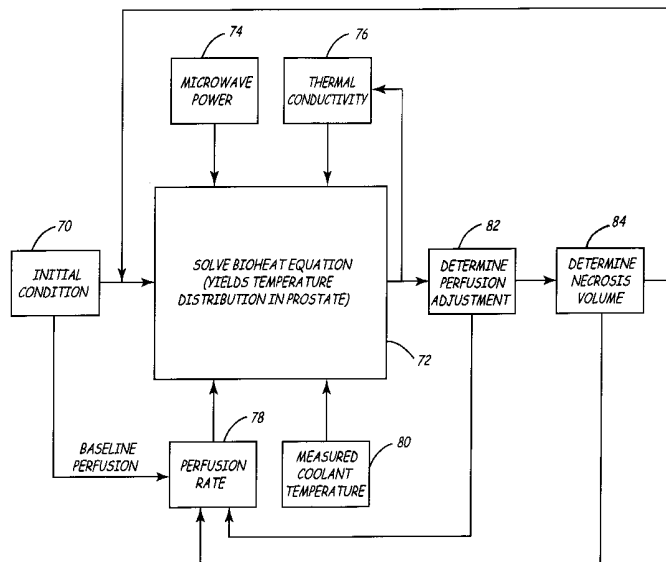 74
76
MICROWAVE
POWER
THERMAL
CONDUCTIVITY
70
INITIAL
CONDITION
SOLVE BIOHEAT EQUATION
(YIELDS TEMPERATURE
DISTRIBUTION IN PROSTATE)
72
82
DETERMINE
PERFUSION
ADJUSTMENT
84
DETERMINE
NECROSIS
VOLUME
BASELINE
PERFUSION
78
PERFUSION
RATE
MEASURED
COOLANT
TEMPERATURE
80